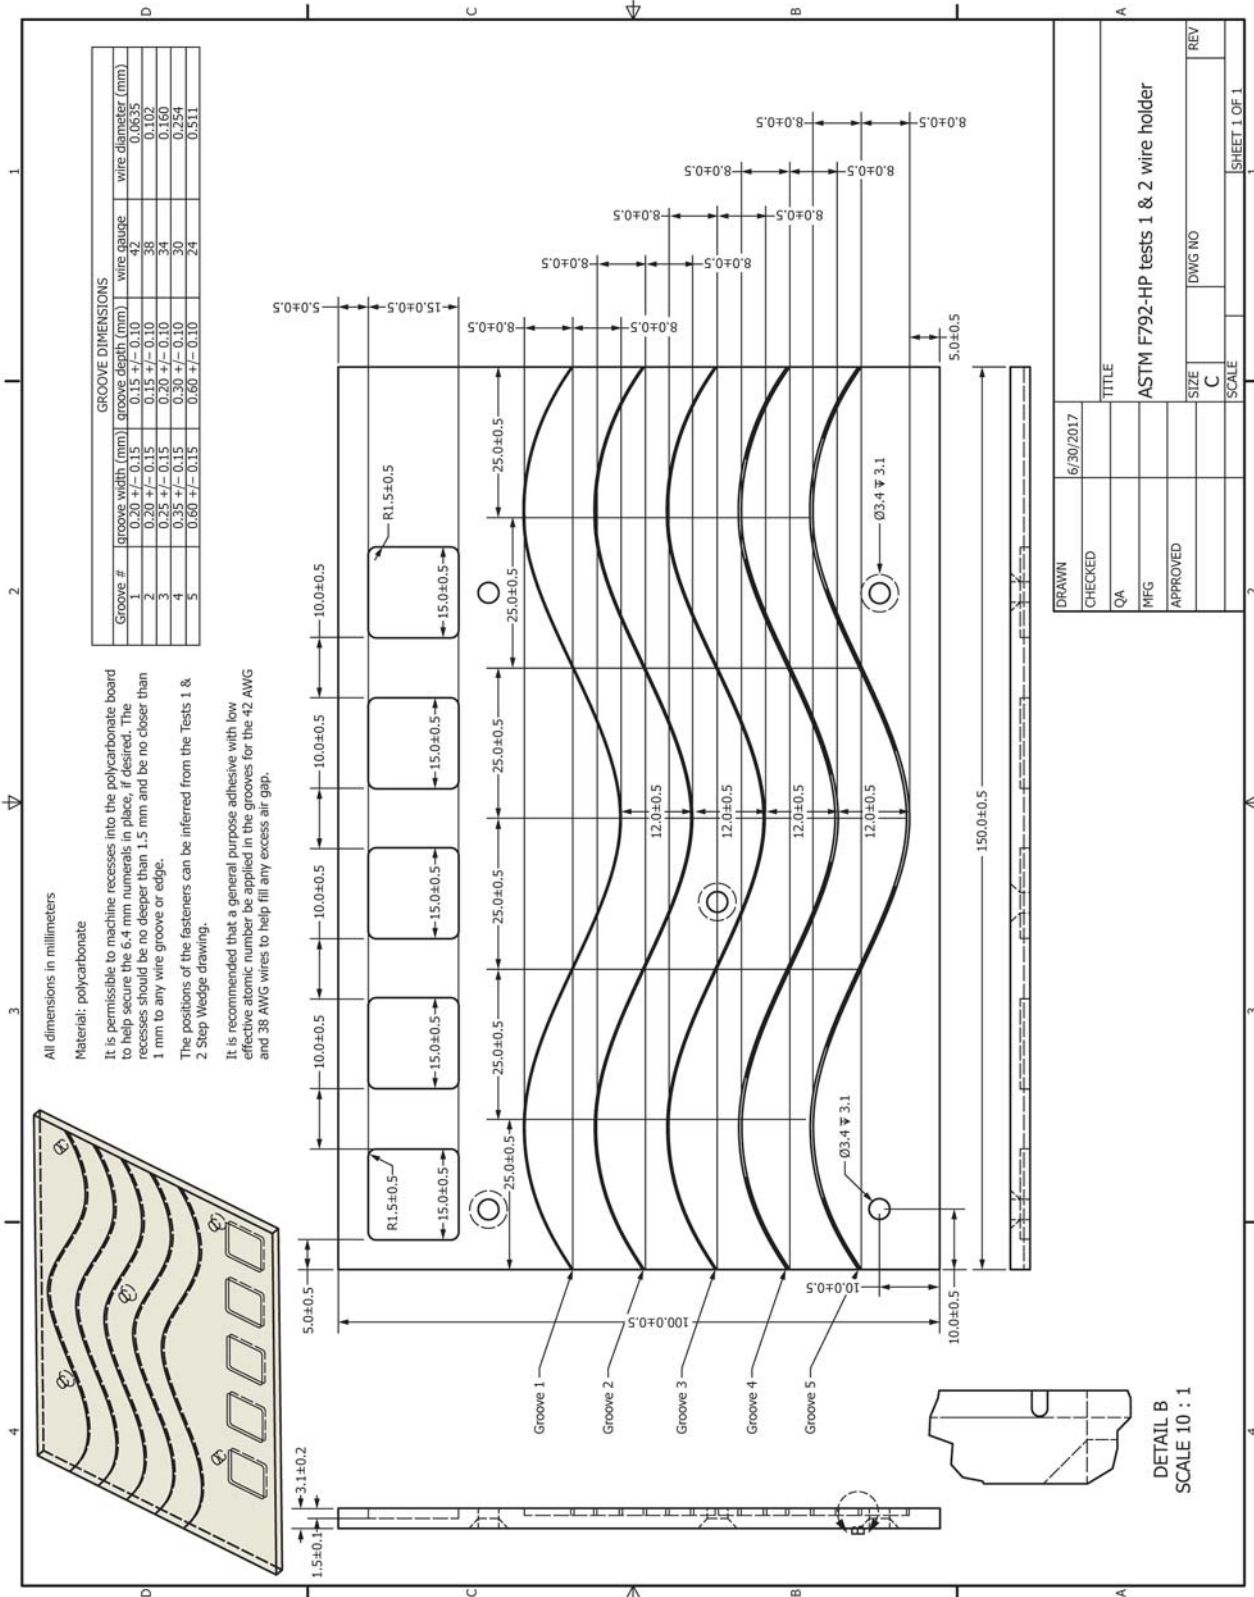 All dimensions in millimeters
Material: polycarbonate
It is permissible to machine recesses into the polycarbonate board
to help secure the 6.4 mm numerals in place, if desired. The
recesses should be no deeper than 1.5 mm and be no closer than
1 mm to any wire groove or edge.
The positions of the fasteners can be inferred from the Tests 1 &
2 Step Wedge drawing.
It is recommended that a general purpose adhesive with low
effective atomic number be applied in the grooves for the 42 AWG
and 38 AWG wires to help fill any excess air gap.
GROOVE DIMENSIONS
Groove # groove width (mm) groove depth (mm) wire gauge wire diameter (mm)
1 0.20 +/- 0.15 0.15 +/- 0.10 42 0.0635
2 0.20 +/- 0.15 0.15 +/- 0.10 38 0.102
3 0.25 +/- 0.15 0.20 +/- 0.10 34 0.160
4 0.35 +/- 0.15 0.30 +/- 0.10 30 0.254
5 0.60 +/- 0.15 0.60 +/- 0.10 24 0.511
4 3 2 1
D
C
B
A
D
C
B
A
3.1±0.2
1.5±0.1
B
5.0±0.5
10.0±0.5 10.0±0.5 10.0±0.5 10.0±0.5
5.0±0.5
15.0±0.5
R1.5±0.5
R1.5±0.5
15.0±0.5 15.0±0.5 15.0±0.5 15.0±0.5 15.0±0.5
25.0±0.5 25.0±0.5 25.0±0.5 25.0±0.5 25.0±0.5 25.0±0.5
8.0±0.5
8.0±0.5
8.0±0.5
8.0±0.5
8.0±0.5
8.0±0.5
8.0±0.5
8.0±0.5
8.0±0.5
8.0±0.5
Groove 1
Groove 2
Groove 3
Groove 4
Groove 5
100.0±0.5
12.0±0.5
12.0±0.5
12.0±0.5
12.0±0.5
Ø3.4 ↧ 3.1
Ø3.4 ↧ 3.1
10.0±0.5
10.0±0.5
5.0±0.5
150.0±0.5
DETAIL B
SCALE 10 : 1
DRAWN
6/30/2017
CHECKED
QA
MFG
APPROVED
TITLE
ASTM F792-HP tests 1 & 2 wire holder
SIZE
C
DWG NO
REV
SCALE
SHEET 1 OF 1
4 3 2 1